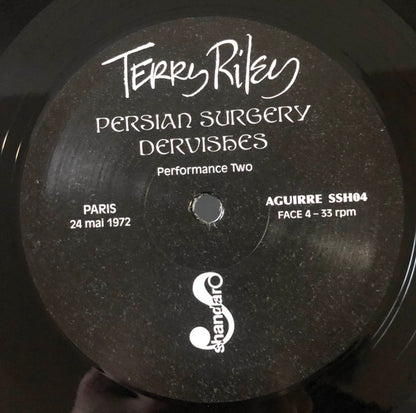 Terry Riley
PERSIAN SURGERY
DERVISHES
Performance Two
PARIS
24 mai 1972
AGUIRRE SSH04
FACE 4 – 33 rpm
shandar